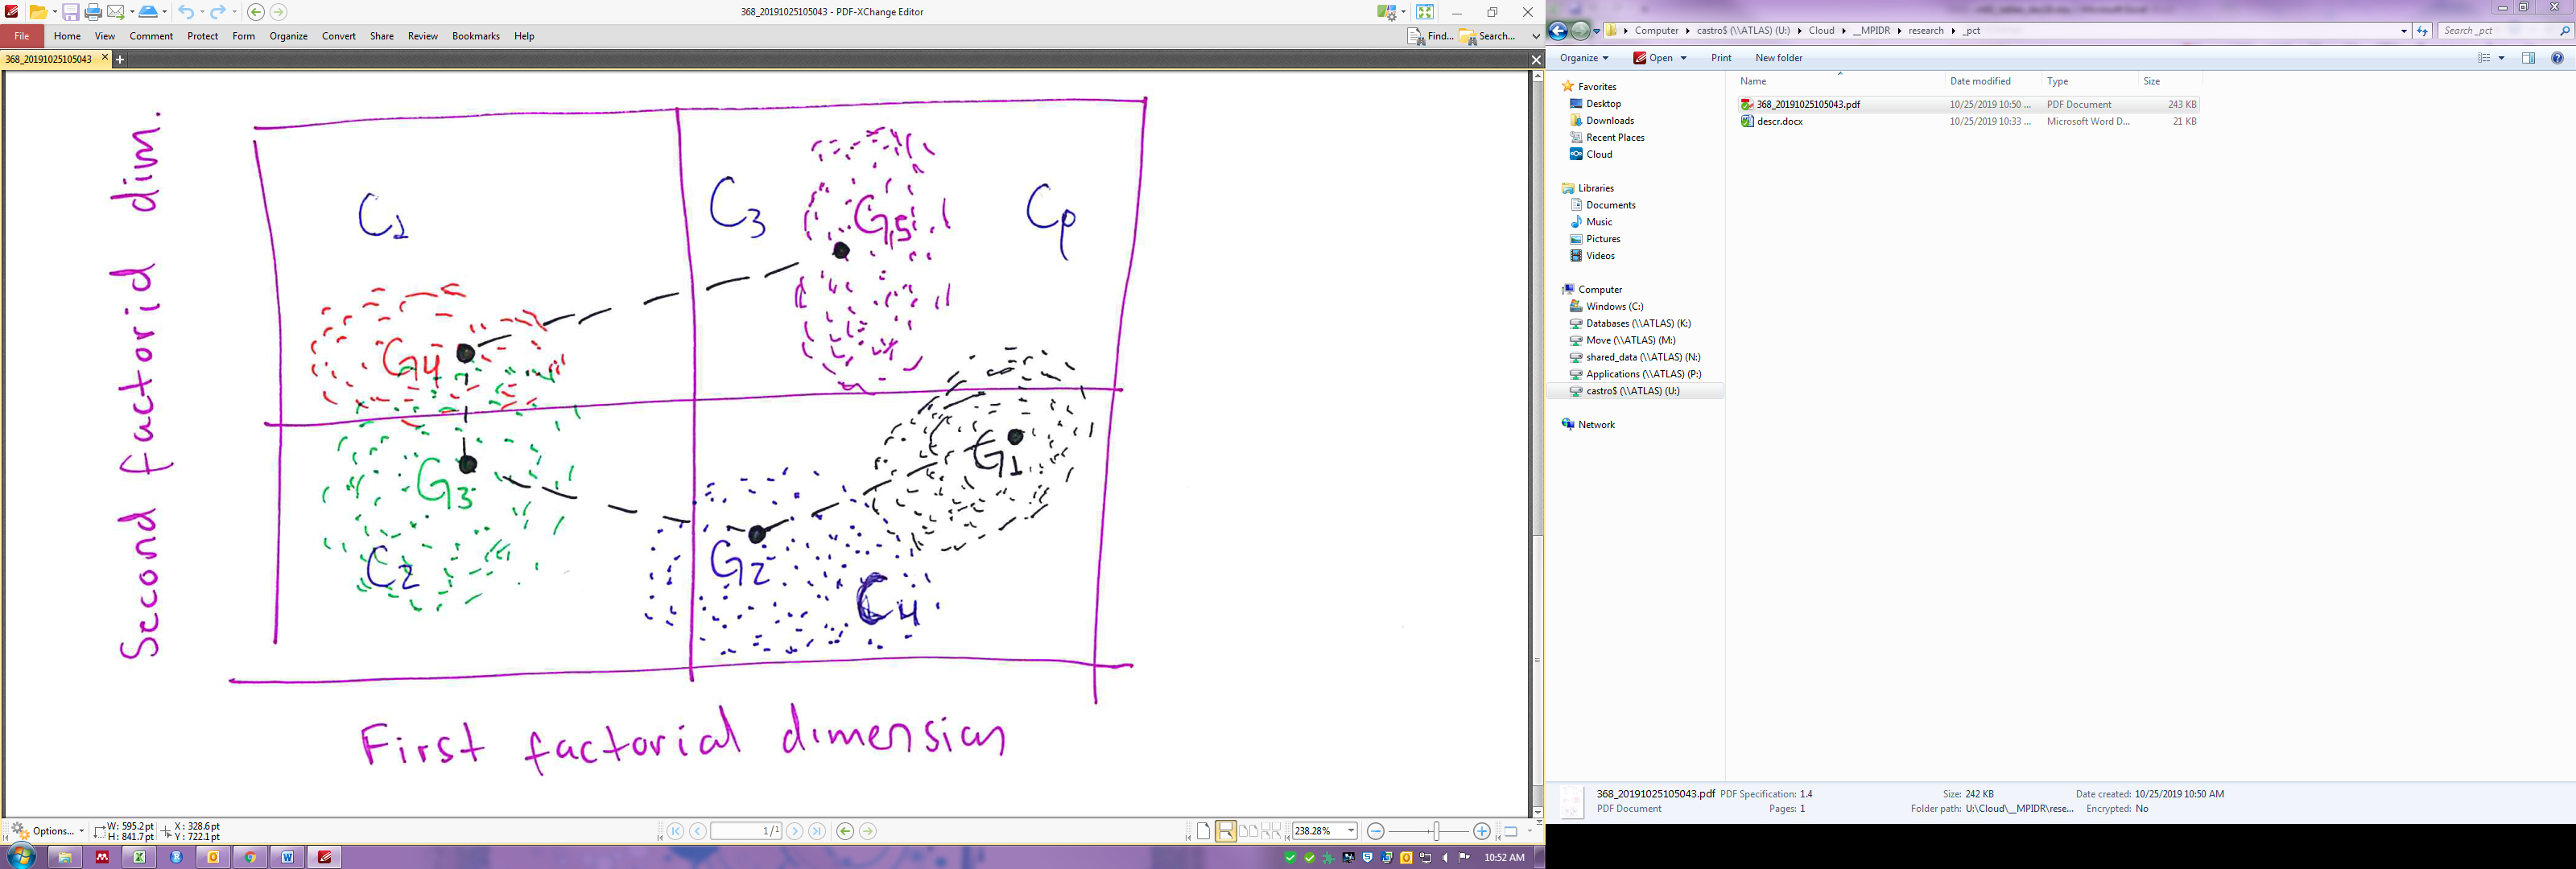 368_20191025105043 - PDF-XChange Editor
File Home View Comment Protect Form Organize Convert Share Review Bookmarks Help
Find... Search...
368_20191025105043
Second factorid dim.
C1
C3
G5
Cp
G4
G1
G3
G2
C2
C4
First factorial dimension
Options...
W: 595.2pt
H: 841.7pt
X: 328.6pt
Y: 722.1pt
1/1
238.28%
10:52 AM
Computer castro$ (\\ATLAS) (U:) Cloud __MPIDR research _pct
Search _pct
Organize Open Print New folder
Favorites
Desktop
Downloads
Recent Places
Cloud
Libraries
Documents
Music
Pictures
Videos
Computer
Windows (C:)
Databases (\\ATLAS) (K:)
Move (\\ATLAS) (M:)
shared_data (\\ATLAS) (N:)
Applications (\\ATLAS) (P:)
castro$ (\\ATLAS) (U:)
Network
Name Date modified Type Size
368_20191025105043.pdf 10/25/2019 10:50 ... PDF Document 243 KB
descr.docx 10/25/2019 10:33 ... Microsoft Word D... 21 KB
368_20191025105043.pdf PDF Specification: 1.4 Size: 242 KB Date created: 10/25/2019 10:50 AM
PDF Document Pages: 1 Folder path: U:\Cloud\__MPIDR\rese... Encrypted: No